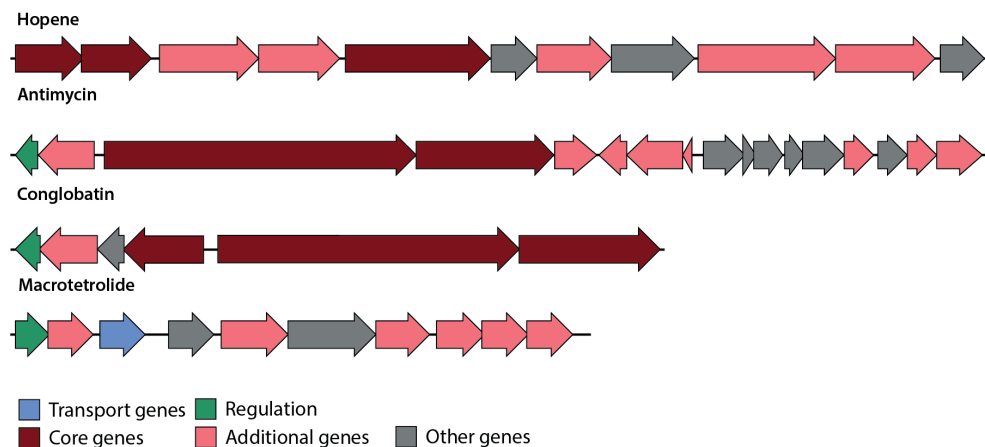 Hopene
Antimycin
Conglobatin
Macrotetrolide
Transport genes
Regulation
Core genes
Additional genes
Other genes